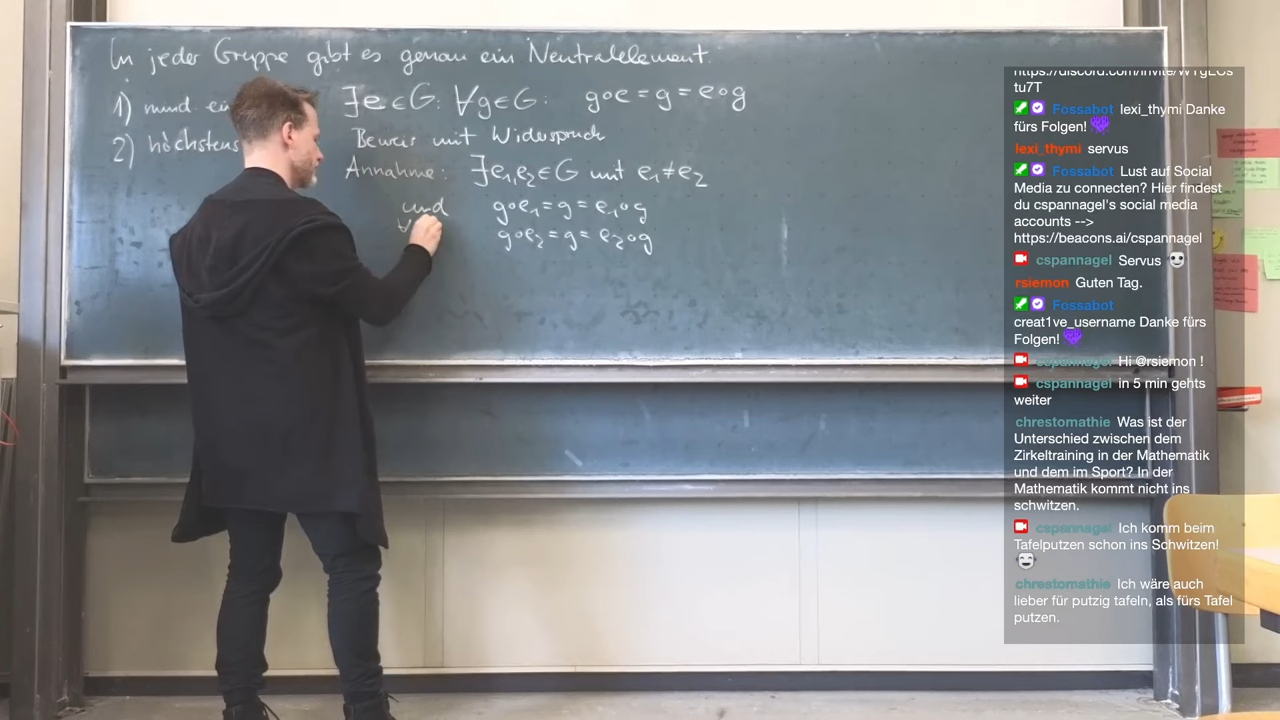 In jeder Gruppe gibt es genau ein Neutralelement.
1) mind ein
∃e∈G: ∀g∈G: g∘e = g = e∘g
2) höchstens
Beweis mit Widerspruch
Annahme: ∃e₁,e₂∈G mit e₁≠e₂
und g∘e₁=g=e₁∘g
g∘e₂=g=e₂∘g
https://discord.com/invite/WTgECs
tu7T
Fossabot lexi_thymi Danke
fürs Folgen!
lexi_thymi servus
Fossabot Lust auf Social
Media zu connecten? Hier findest
du cspannagel's social media
accounts -->
https://beacons.ai/cspannagel
cspannagel Servus
rsiemon Guten Tag.
Fossabot
creat1ve_username Danke fürs
Folgen!
cspannagel Hi @rsiemon !
cspannagel in 5 min gehts
weiter
chrestomathie Was ist der
Unterschied zwischen dem
Zirkeltraining in der Mathematik
und dem im Sport? In der
Mathematik kommt nicht ins
schwitzen.
cspannagel Ich komm beim
Tafelputzen schon ins Schwitzen!
chrestomathie Ich wäre auch
lieber für putzig tafeln, als fürs Tafel
putzen.